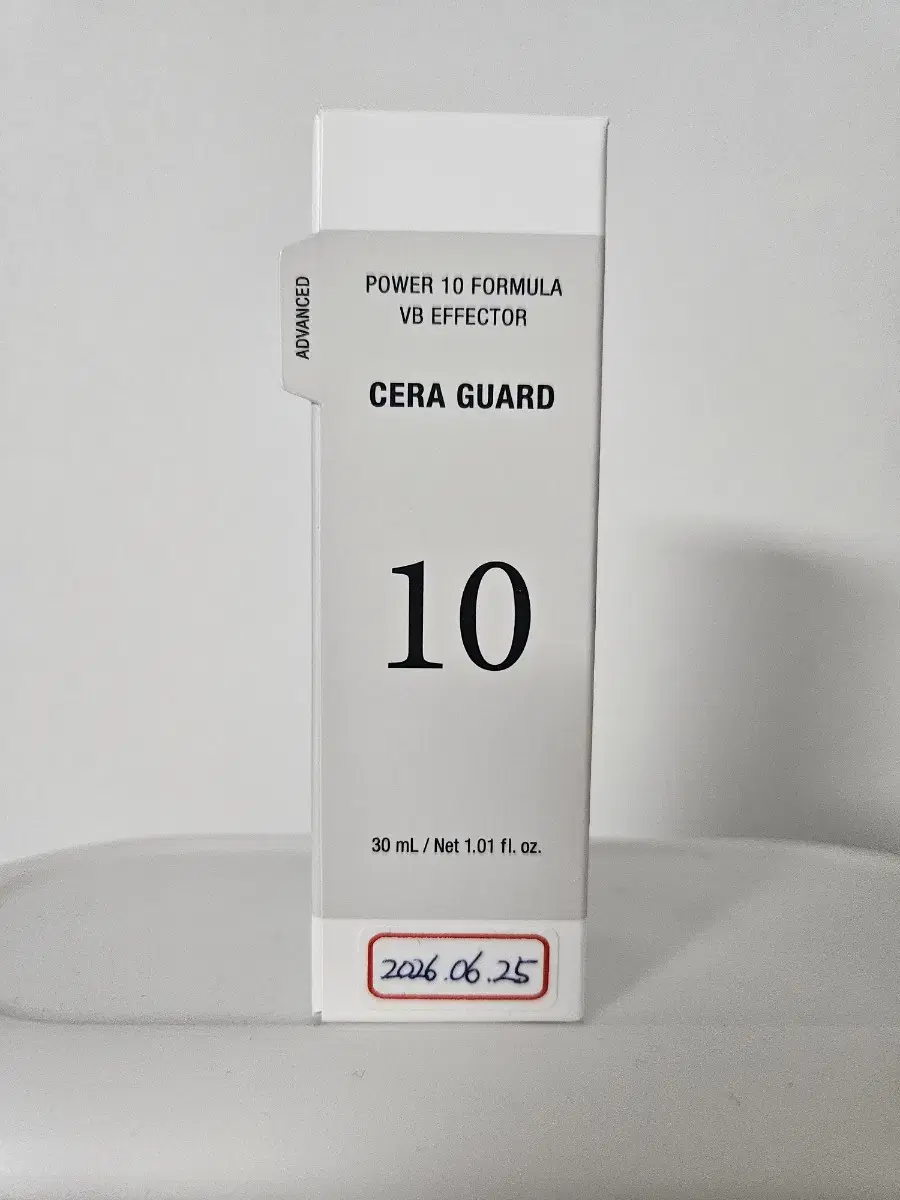 ADVANCED
POWER 10 FORMULA
VB EFFECTOR
CERA GUARD
10
30 mL / Net 1.01 fl. oz.
2026.06.25